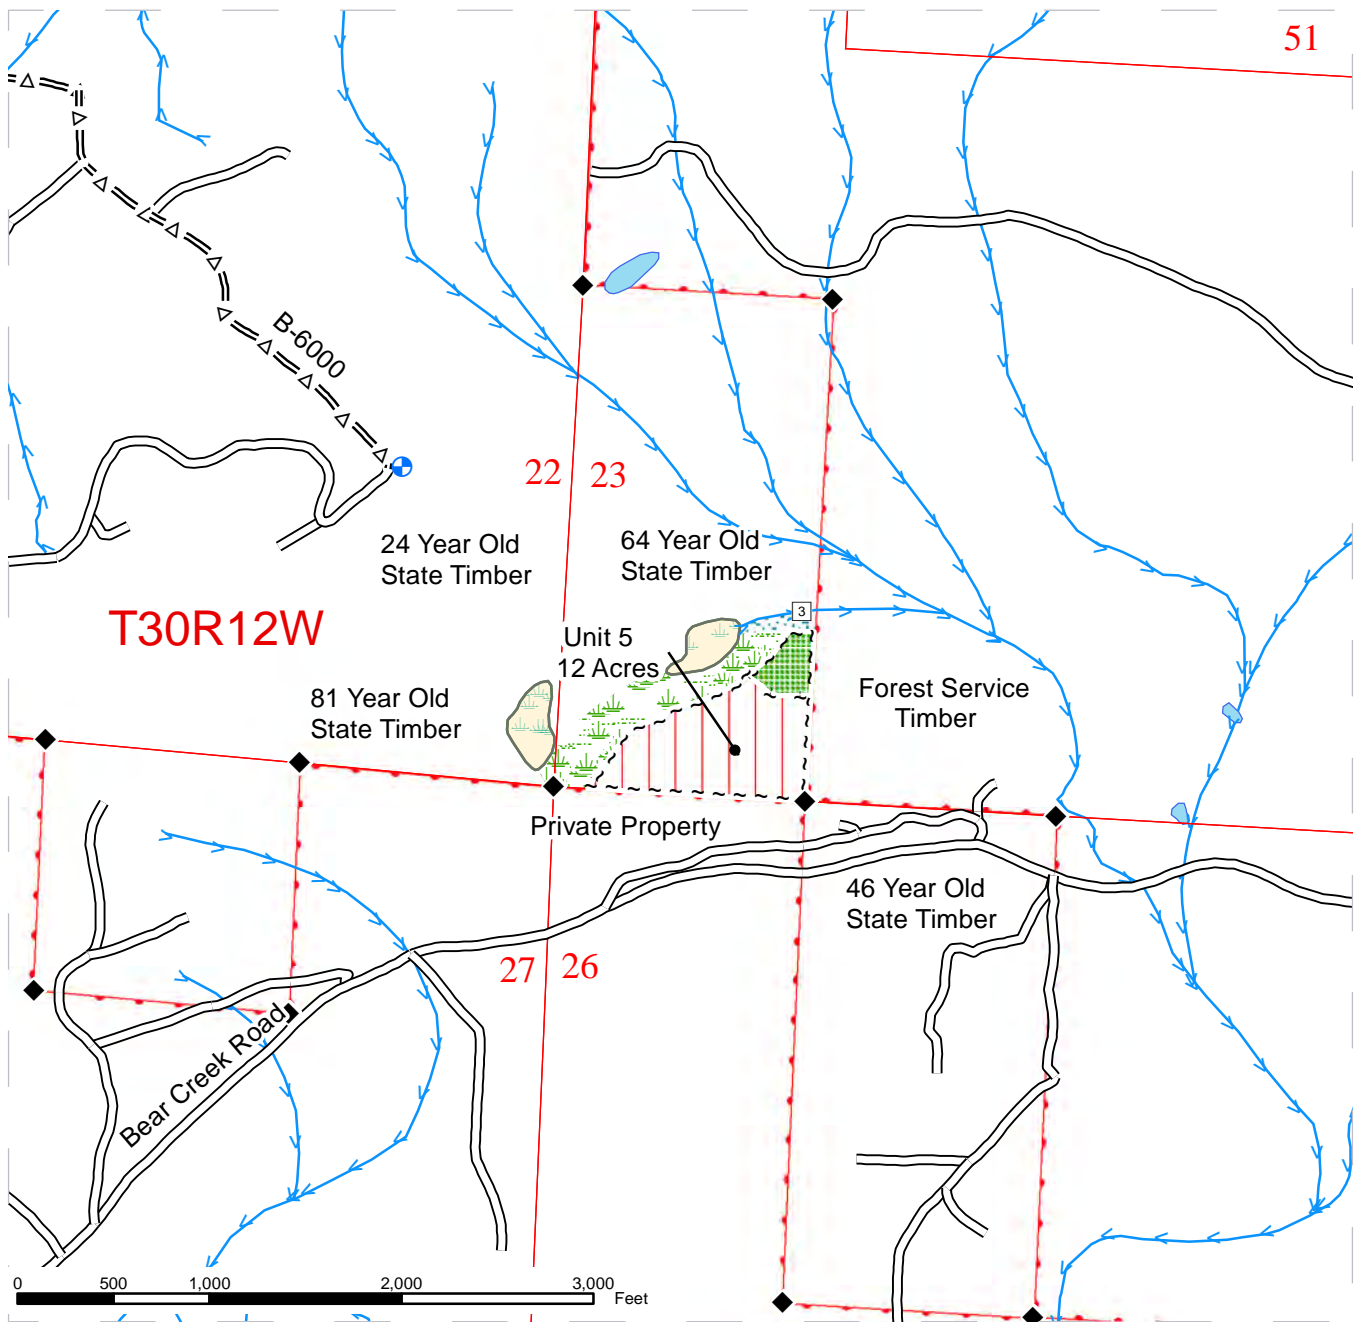 51
B-6000
22 23
24 Year Old
State Timber
64 Year Old
State Timber
3
T30R12W
Unit 5
12 Acres
81 Year Old
State Timber
Forest Service
Timber
Private Property
46 Year Old
State Timber
27 26
Bear Creek Road
0 500 1,000 2,000 3,000
Feet